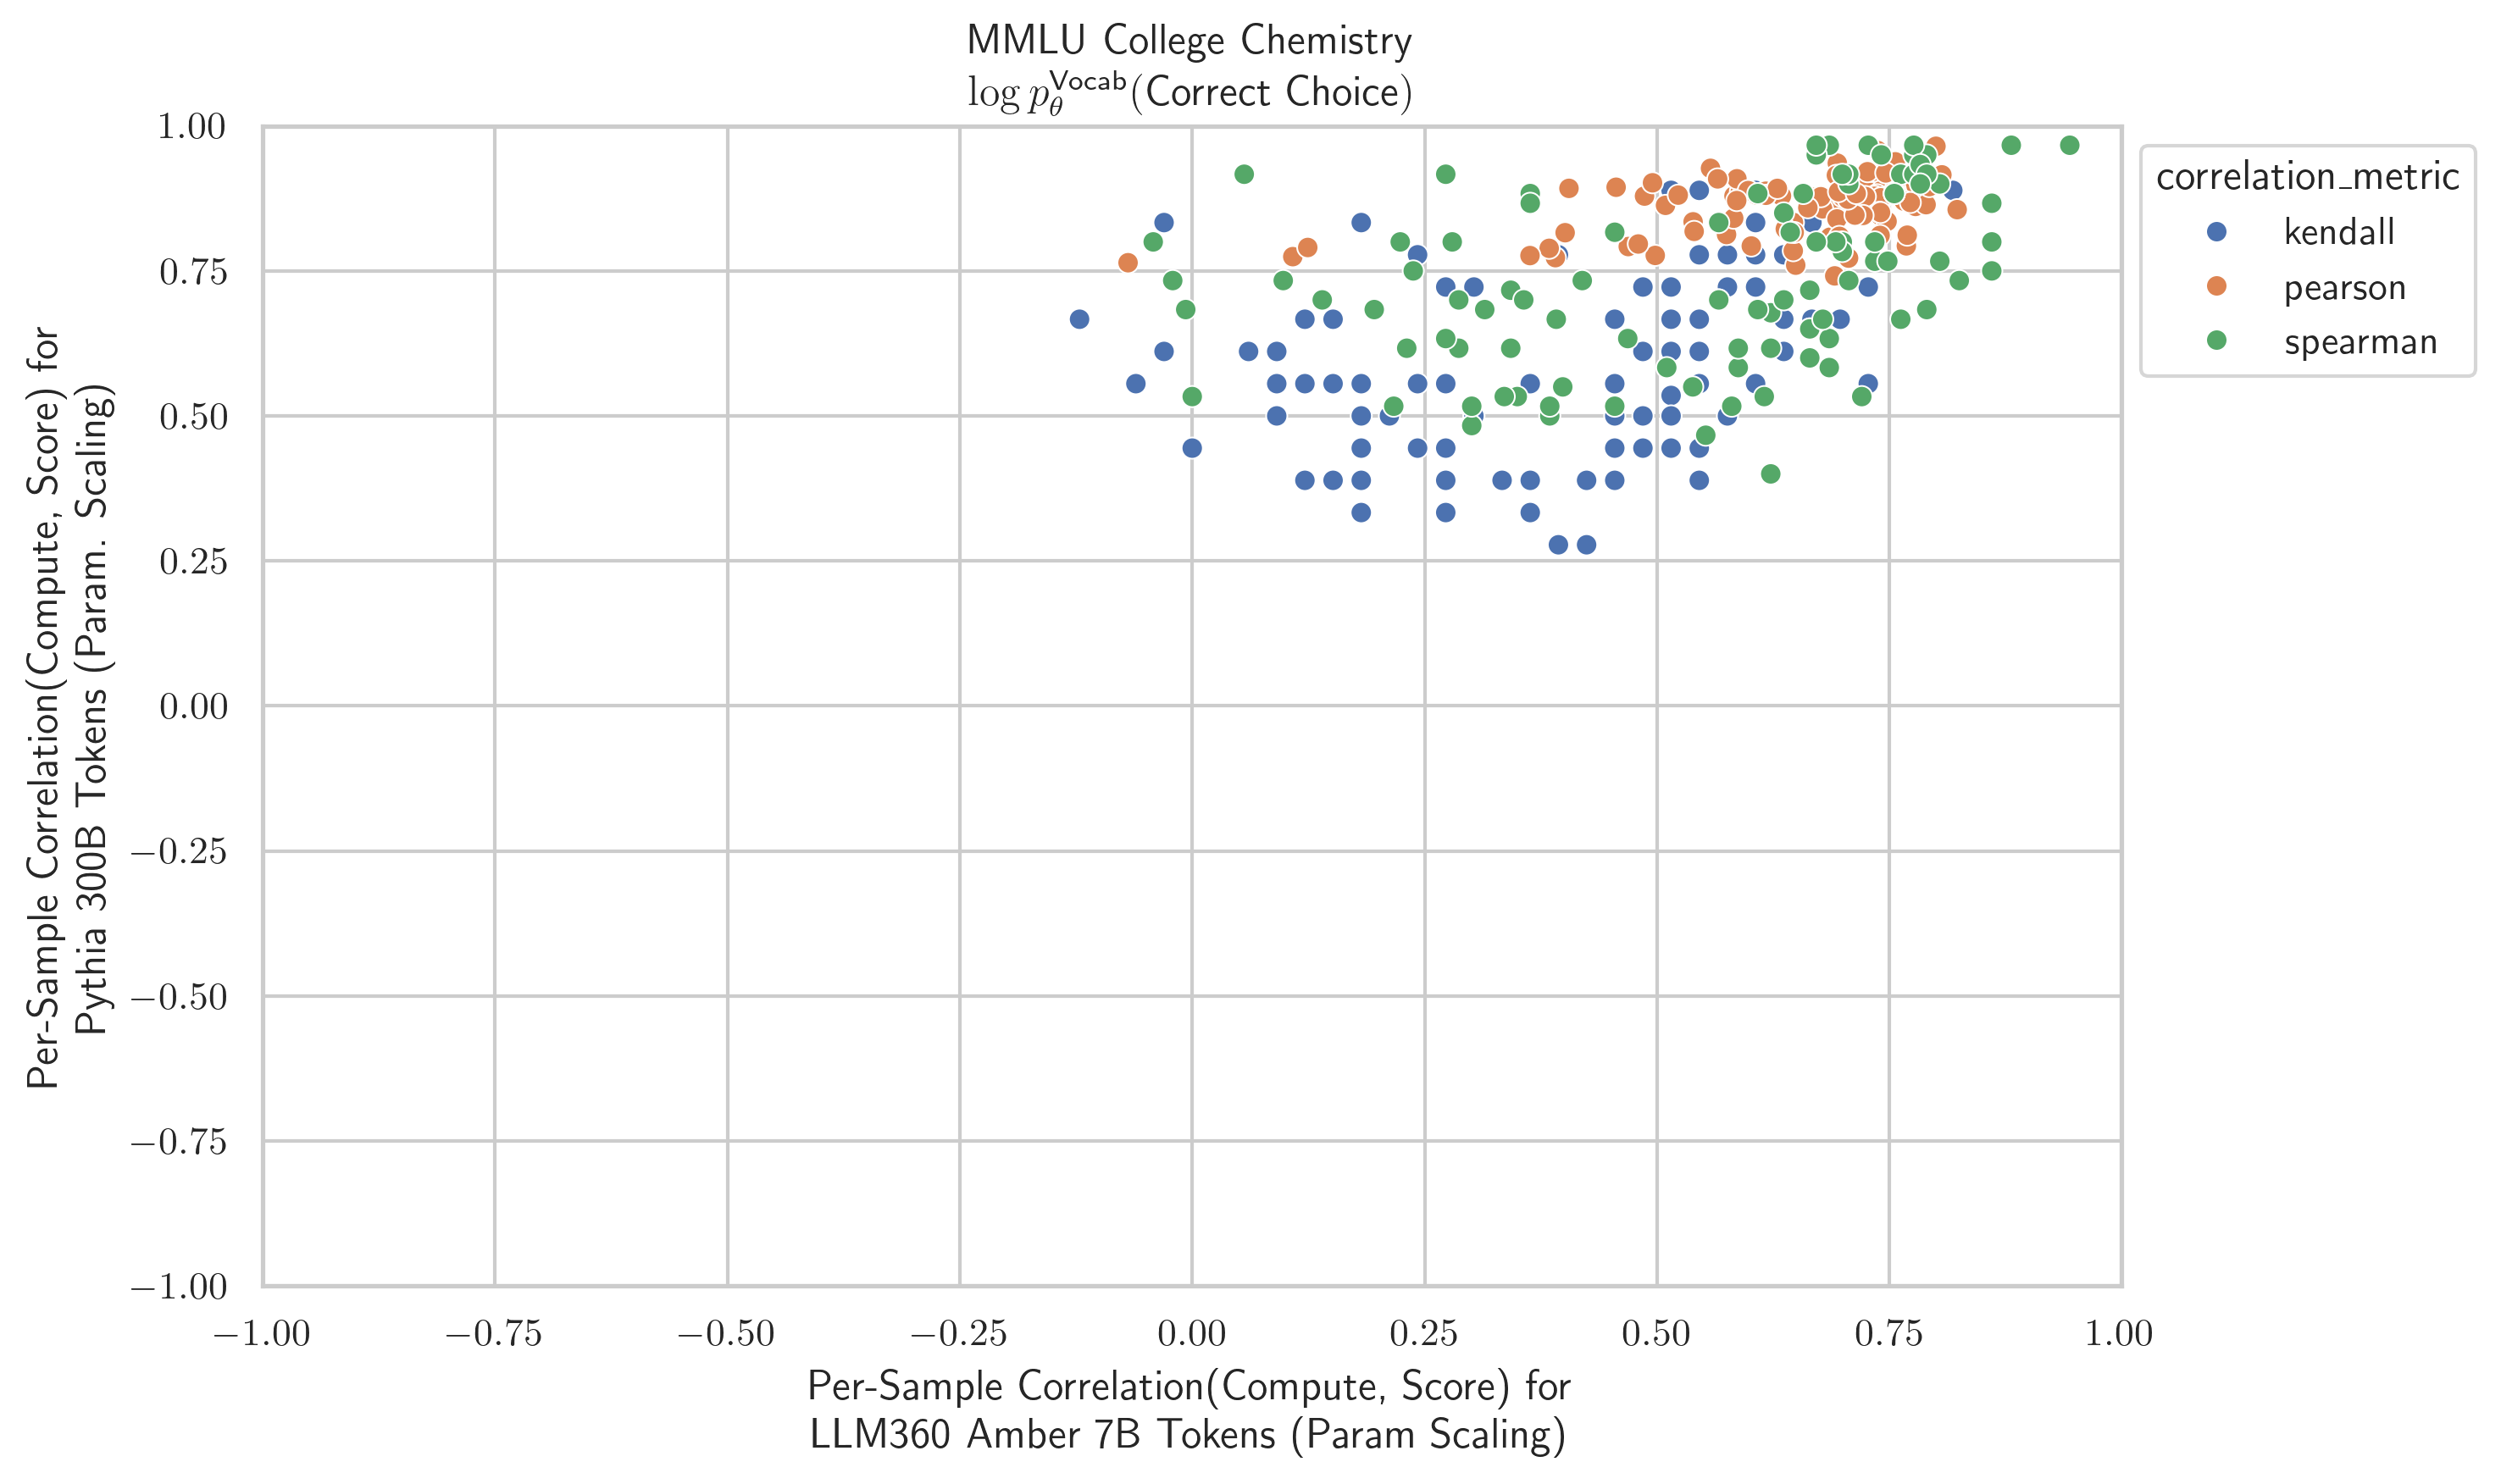 MMLU College Chemistry
log p_θ^Vocab(Correct Choice)
1.00
0.75
0.50
0.25
0.00
−0.25
−0.50
−0.75
−1.00
Per-Sample Correlation(Compute, Score) for
Pythia 300B Tokens (Param. Scaling)
−1.00
−0.75
−0.50
−0.25
0.00
0.25
0.50
0.75
1.00
Per-Sample Correlation(Compute, Score) for
LLM360 Amber 7B Tokens (Param Scaling)
correlation_metric
kendall
pearson
spearman